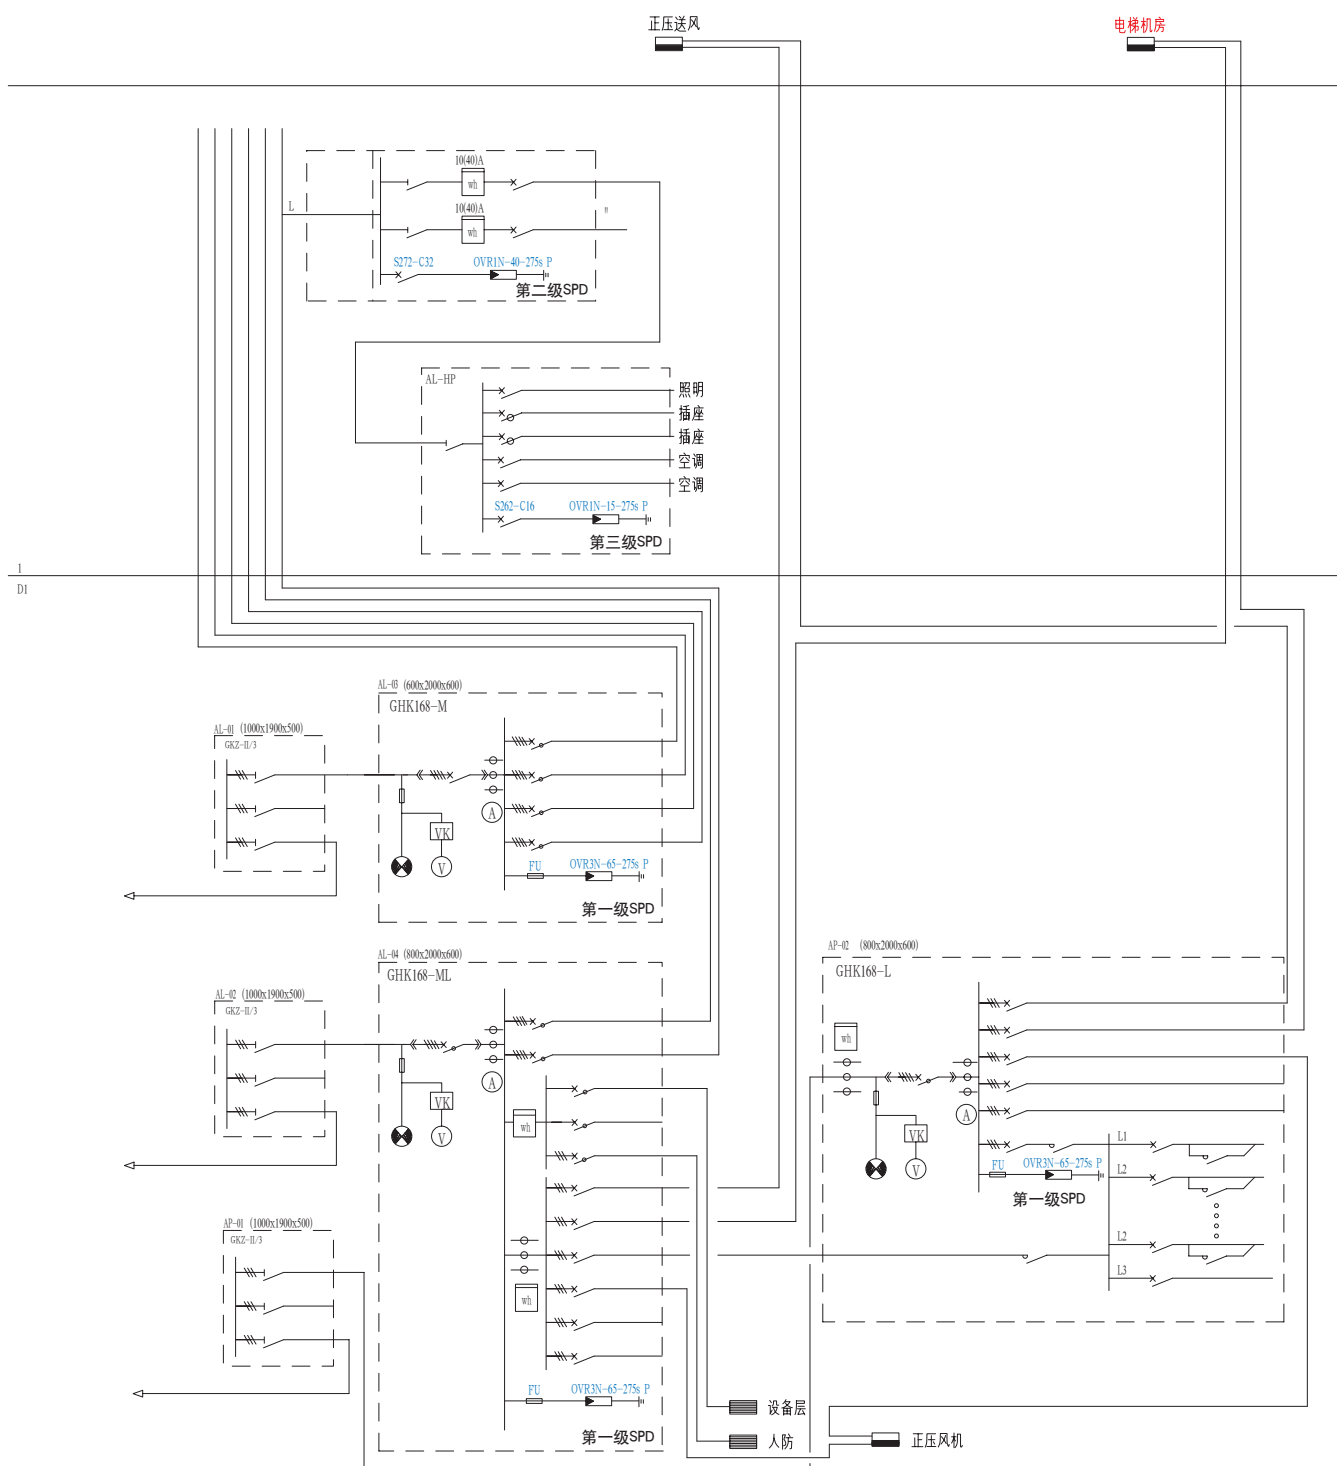 正压送风
电梯机房
10(40)A
wh
L
10(40)A
"
wh
S272-C32
OVR1N-40-275s P
第二级SPD
AL-HP
照明
插座
插座
空调
空调
S262-C16
OVR1N-15-275s P
第三级SPD
1
D1
AL-03 (600x2000x600)
GHK168-M
AL-01 (1000x1900x500)
GKZ-II/3
A
VK
V
FU
OVR3N-65-275s P
第一级SPD
AL-04 (800x2000x600)
GHK168-ML
AL-02 (1000x1900x500)
GKZ-II/3
A
VK
V
wh
AP-02 (800x2000x600)
GHK168-L
wh
A
VK
V
FU
OVR3N-65-275s P
第一级SPD
L1
L2
L2
L3
AP-01 (1000x1900x500)
GKZ-II/3
wh
FU
OVR3N-65-275s P
第一级SPD
设备层
人防
正压风机